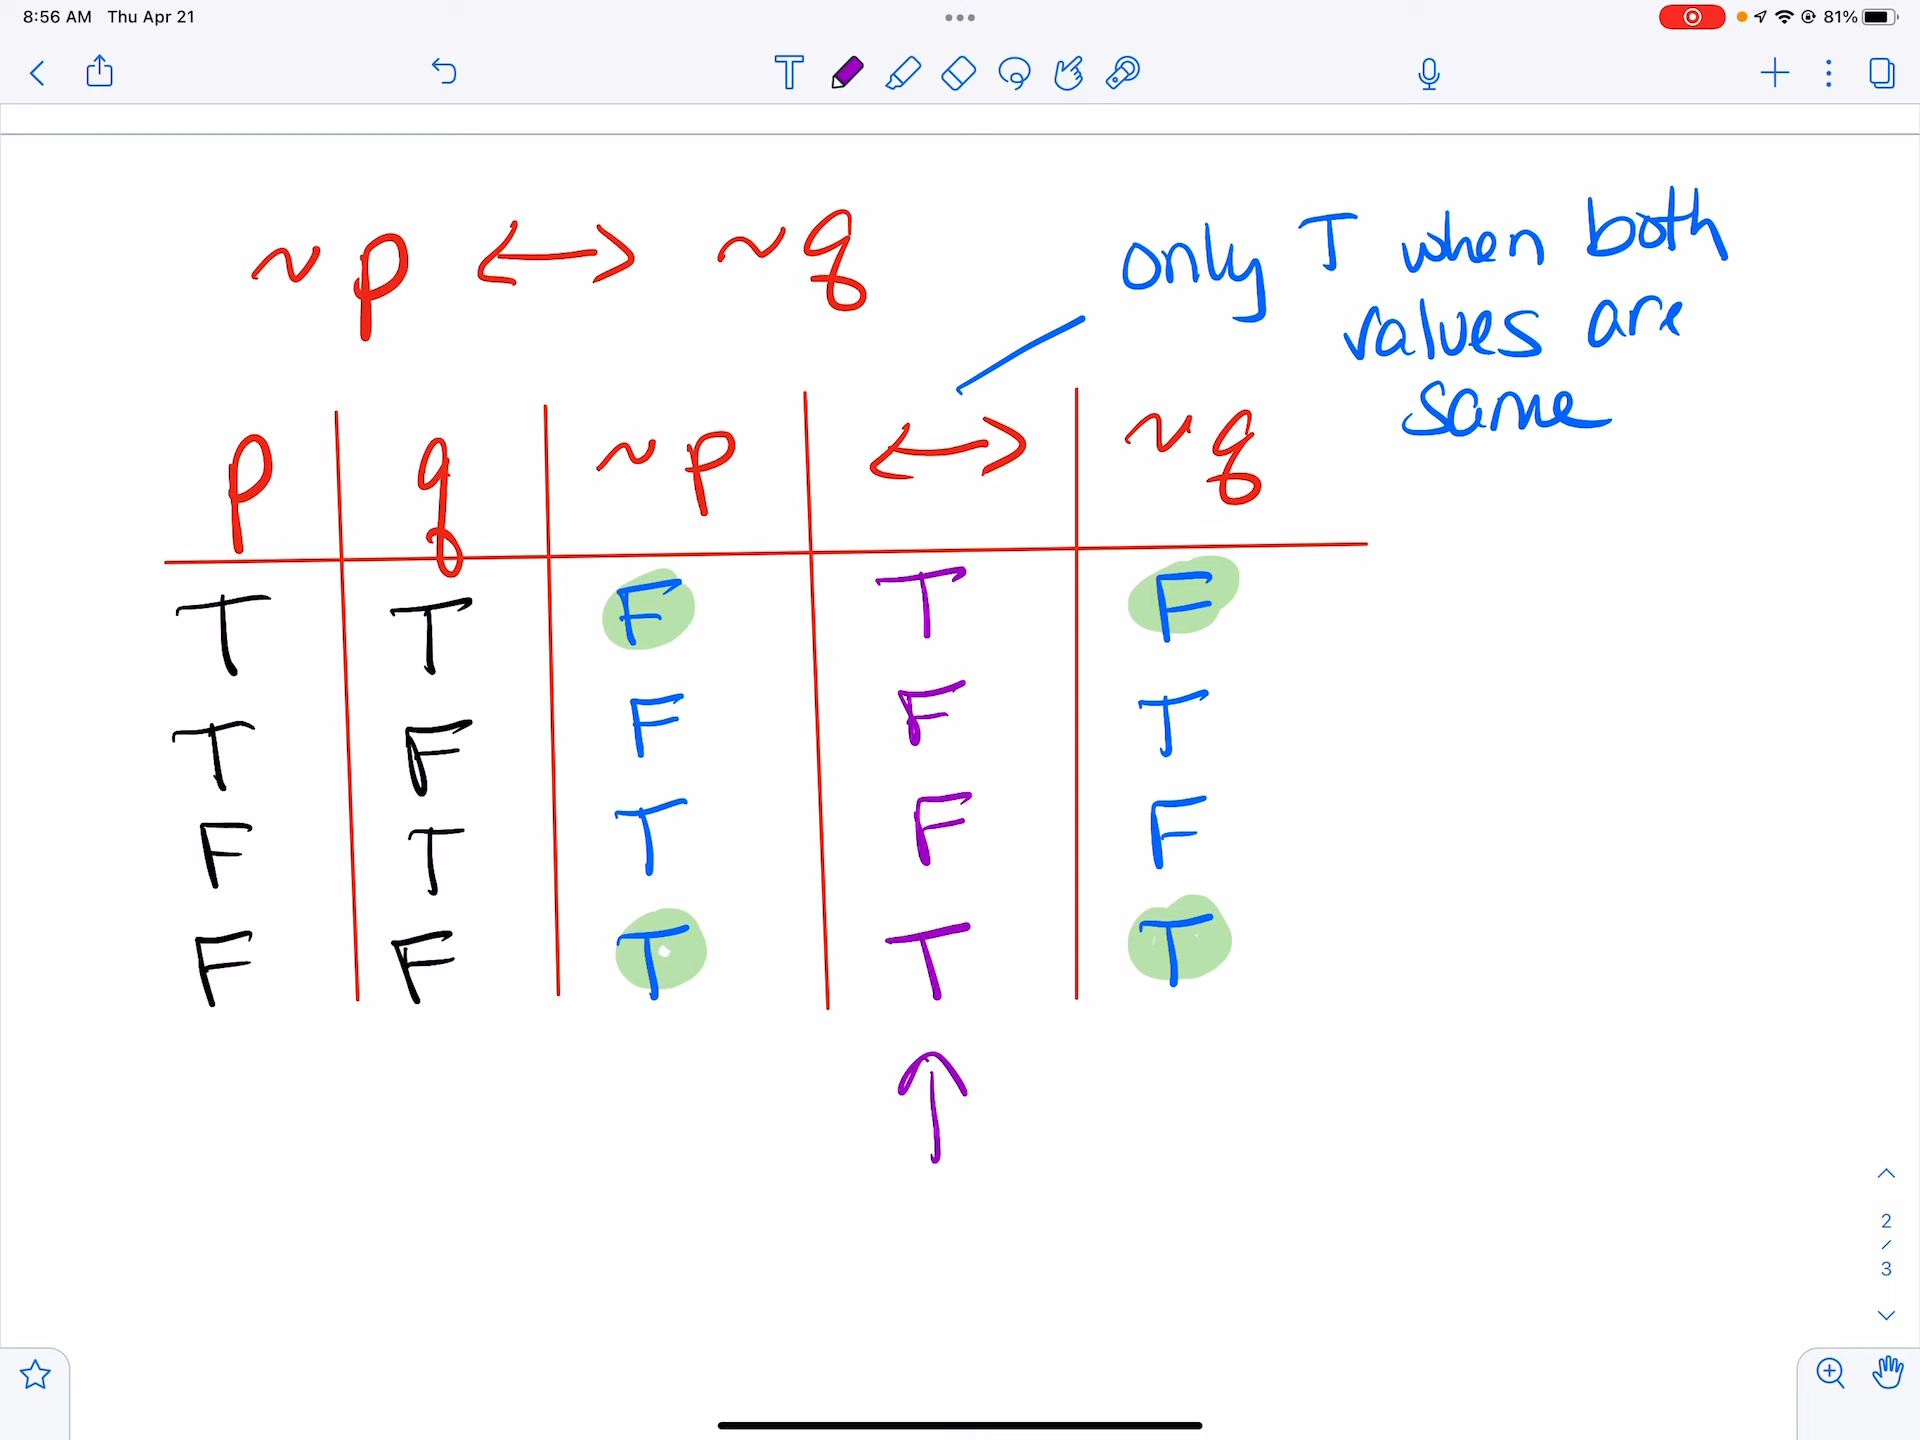 8:56 AM Thu Apr 21
81%
T
~p ↔ ~q
only T when both
values are
same
p q ~p ↔ ~q
T T F T F
T F F F T
F T T F F
F F T T T
2
/
3